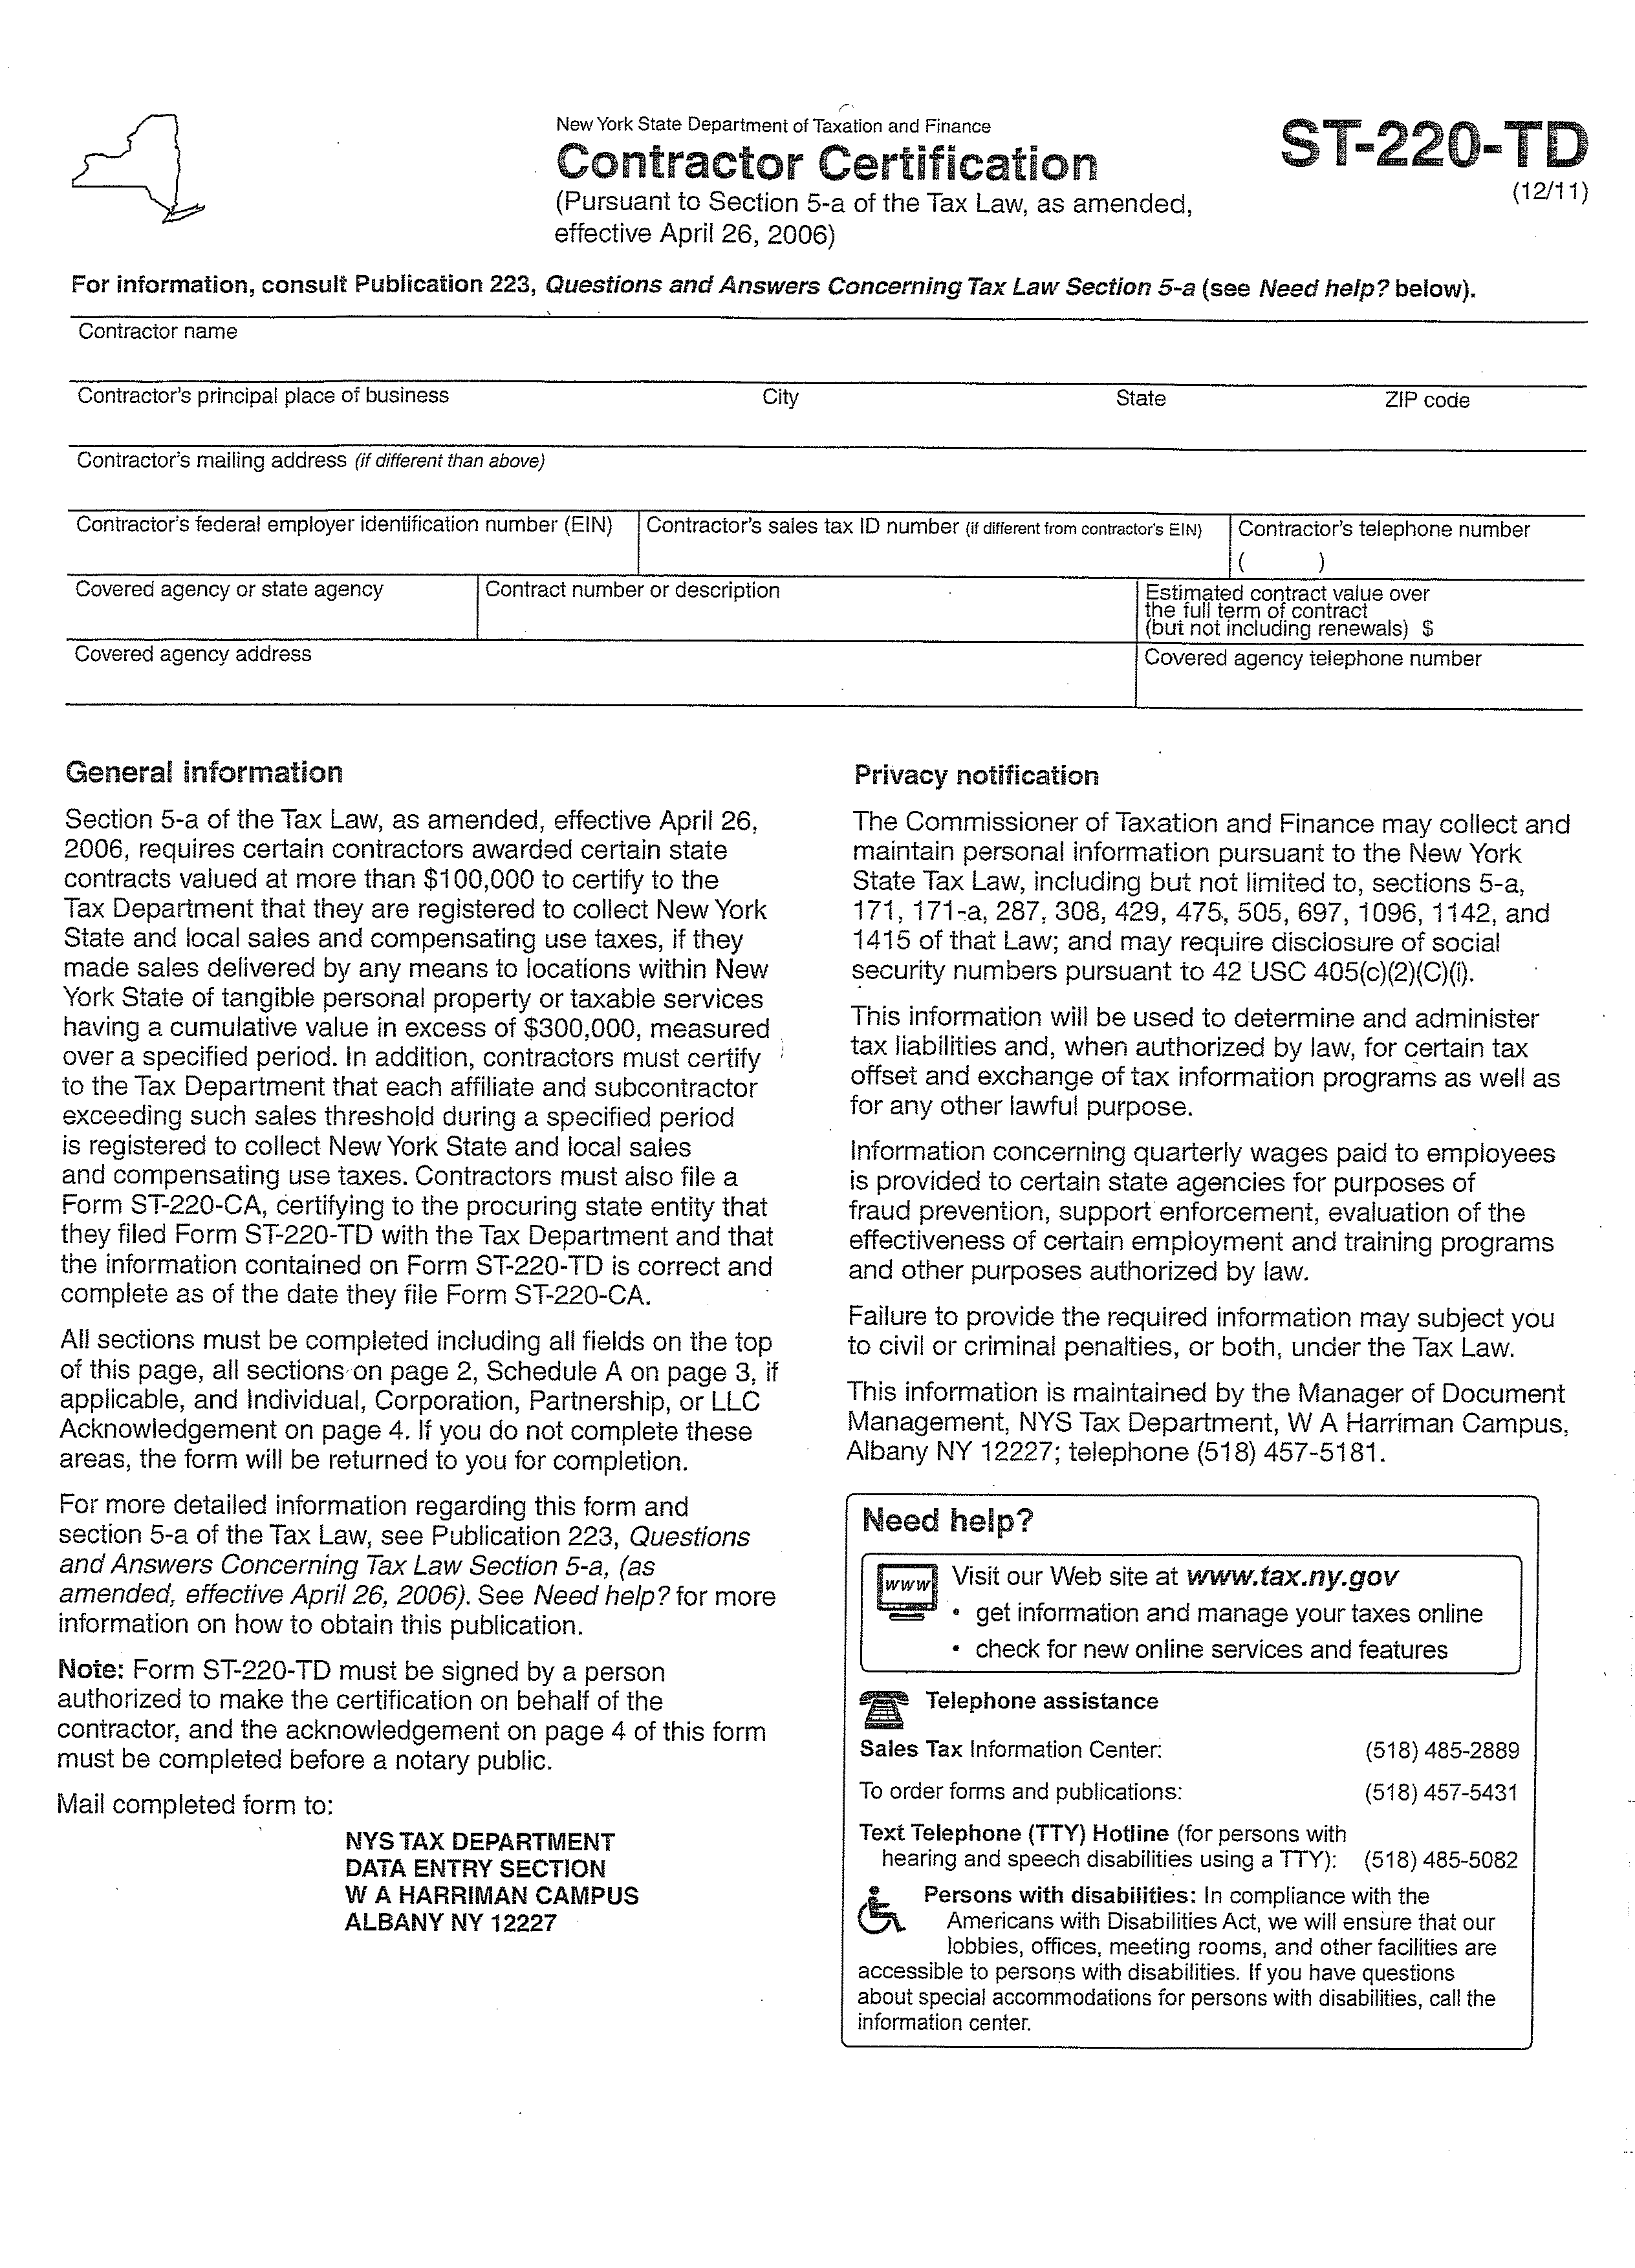 New York State Department of Taxation and Finance
Contractor Certification
(Pursuant to Section 5-a of the Tax Law, as amended,
effective April 26, 2006)
ST-220-TD
(12/11)
For information, consult Publication 223, Questions and Answers Concerning Tax Law Section 5-a (see Need help? below).
Contractor name
Contractor's principal place of business City State ZIP code
Contractor's mailing address (if different than above)
Contractor's federal employer identification number (EIN) Contractor's sales tax ID number (if different from contractor's EIN) Contractor's telephone number
( )
Covered agency or state agency Contract number or description Estimated contract value over
the full term of contract
(but not including renewals) $
Covered agency address Covered agency telephone number
General information
Section 5-a of the Tax Law, as amended, effective April 26,
2006, requires certain contractors awarded certain state
contracts valued at more than $100,000 to certify to the
Tax Department that they are registered to collect New York
State and local sales and compensating use taxes, if they
made sales delivered by any means to locations within New
York State of tangible personal property or taxable services
having a cumulative value in excess of $300,000, measured
over a specified period. In addition, contractors must certify
to the Tax Department that each affiliate and subcontractor
exceeding such sales threshold during a specified period
is registered to collect New York State and local sales
and compensating use taxes. Contractors must also file a
Form ST-220-CA, certifying to the procuring state entity that
they filed Form ST-220-TD with the Tax Department and that
the information contained on Form ST-220-TD is correct and
complete as of the date they file Form ST-220-CA.
All sections must be completed including all fields on the top
of this page, all sections on page 2, Schedule A on page 3, if
applicable, and Individual, Corporation, Partnership, or LLC
Acknowledgement on page 4. If you do not complete these
areas, the form will be returned to you for completion.
For more detailed information regarding this form and
section 5-a of the Tax Law, see Publication 223, Questions
and Answers Concerning Tax Law Section 5-a, (as
amended, effective April 26, 2006). See Need help? for more
information on how to obtain this publication.
Note: Form ST-220-TD must be signed by a person
authorized to make the certification on behalf of the
contractor, and the acknowledgement on page 4 of this form
must be completed before a notary public.
Mail completed form to:
NYS TAX DEPARTMENT
DATA ENTRY SECTION
W A HARRIMAN CAMPUS
ALBANY NY 12227
Privacy notification
The Commissioner of Taxation and Finance may collect and
maintain personal information pursuant to the New York
State Tax Law, including but not limited to, sections 5-a,
171, 171-a, 287, 308, 429, 475, 505, 697, 1096, 1142, and
1415 of that Law; and may require disclosure of social
security numbers pursuant to 42 USC 405(c)(2)(C)(i).
This information will be used to determine and administer
tax liabilities and, when authorized by law, for certain tax
offset and exchange of tax information programs as well as
for any other lawful purpose.
Information concerning quarterly wages paid to employees
is provided to certain state agencies for purposes of
fraud prevention, support enforcement, evaluation of the
effectiveness of certain employment and training programs
and other purposes authorized by law.
Failure to provide the required information may subject you
to civil or criminal penalties, or both, under the Tax Law.
This information is maintained by the Manager of Document
Management, NYS Tax Department, W A Harriman Campus,
Albany NY 12227; telephone (518) 457-5181.
Need help?
www Visit our Web site at www.tax.ny.gov
• get information and manage your taxes online
• check for new online services and features
Telephone assistance
Sales Tax Information Center: (518) 485-2889
To order forms and publications: (518) 457-5431
Text Telephone (TTY) Hotline (for persons with
hearing and speech disabilities using a TTY): (518) 485-5082
Persons with disabilities: In compliance with the
Americans with Disabilities Act, we will ensure that our
lobbies, offices, meeting rooms, and other facilities are
accessible to persons with disabilities. If you have questions
about special accommodations for persons with disabilities, call the
information center.